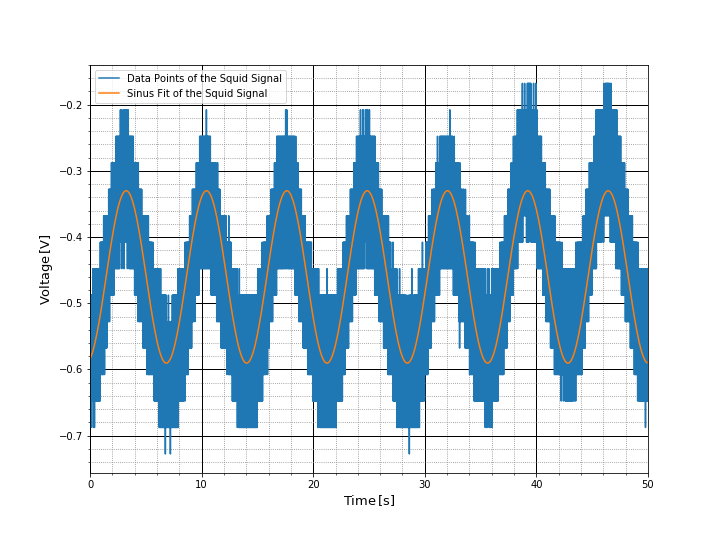 Data Points of the Squid Signal
Sinus Fit of the Squid Signal
−0.2
−0.3
−0.4
−0.5
−0.6
−0.7
Voltage [V]
0 10 20 30 40 50
Time [s]